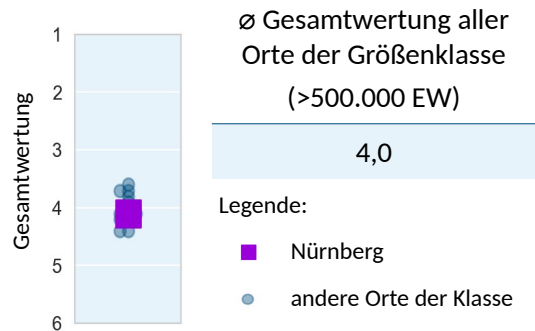 Gesamtwertung
1
2
3
4
5
6
⌀ Gesamtwertung aller
Orte der Größenklasse
(>500.000 EW)
4,0
Legende:
Nürnberg
andere Orte der Klasse